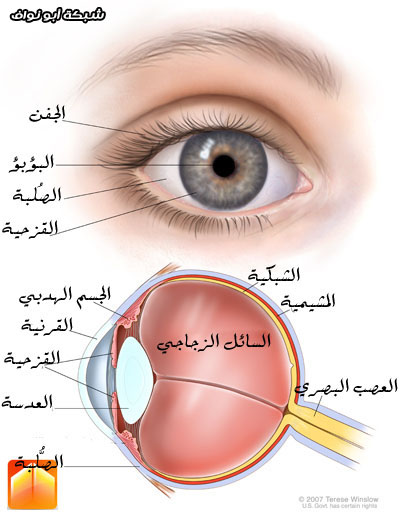 شبكة أبو نواف
الجفن
البؤبؤ
الصُلبة
القزحية
الشبكية
المشيمية
الجسم الهدبي
القرنية
السائل الزجاجي
القزحية
العصب البصري
العدسة
الصُّلبة
© 2007 Terese Winslow
U.S. Govt. has certain rights